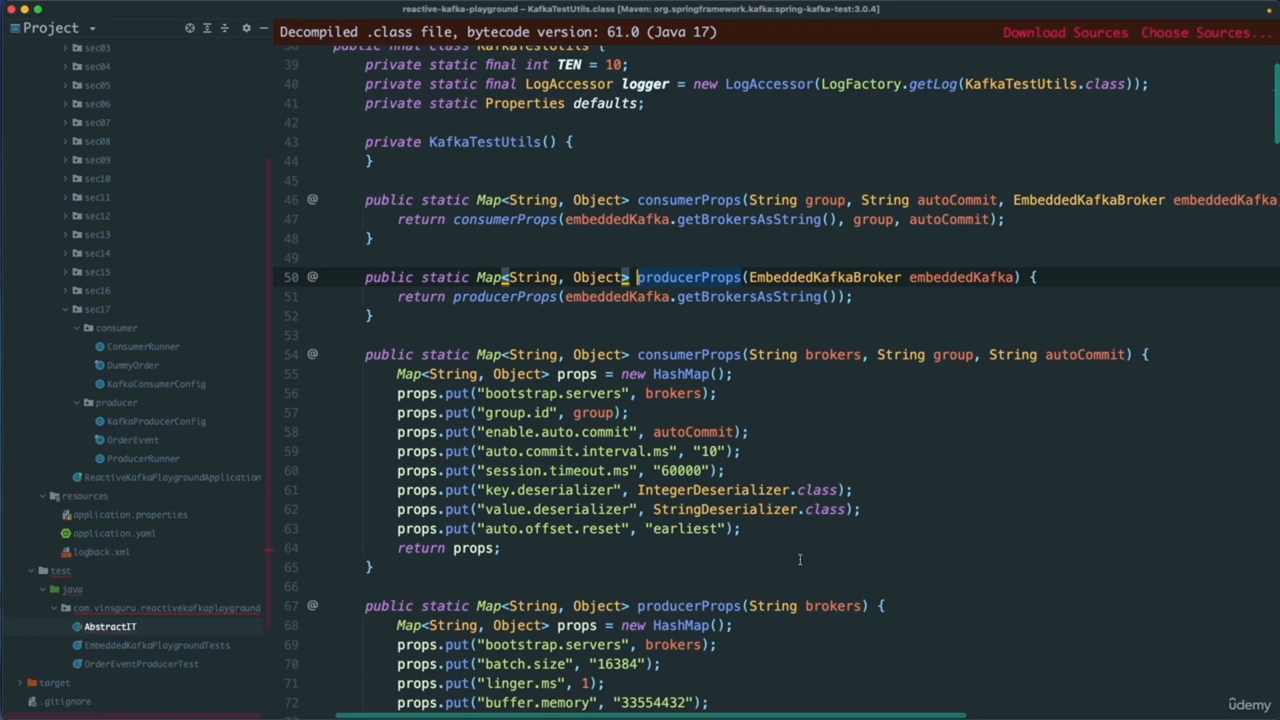 reactive-kafka-playground – KafkaTestUtils.class [Maven: org.springframework.kafka:spring-kafka-test:3.0.4]
Project
Decompiled .class file, bytecode version: 61.0 (Java 17)
Download Sources
Choose Sources...
sec03
sec04
sec05
sec06
sec07
sec08
sec09
sec10
sec11
sec12
sec13
sec14
sec15
sec16
sec17
consumer
ConsumerRunner
DummyOrder
KafkaConsumerConfig
producer
KafkaProducerConfig
OrderEvent
ProducerRunner
ReactiveKafkaPlaygroundApplication
resources
application.properties
application.yaml
logback.xml
test
java
com.vinsguru.reactivekafkaplayground
AbstractIT
EmbeddedKafkaPlaygroundTests
OrderEventProducerTest
target
.gitignore
38 public class KafkaTestUtils {
39 private static final int TEN = 10;
40 private static final LogAccessor logger = new LogAccessor(LogFactory.getLog(KafkaTestUtils.class));
41 private static Properties defaults;
42
43 private KafkaTestUtils() {
44 }
45
46 @ public static Map<String, Object> consumerProps(String group, String autoCommit, EmbeddedKafkaBroker embeddedKafka
47 return consumerProps(embeddedKafka.getBrokersAsString(), group, autoCommit);
48 }
49
50 @ public static Map<String, Object> producerProps(EmbeddedKafkaBroker embeddedKafka) {
51 return producerProps(embeddedKafka.getBrokersAsString());
52 }
53
54 @ public static Map<String, Object> consumerProps(String brokers, String group, String autoCommit) {
55 Map<String, Object> props = new HashMap();
56 props.put("bootstrap.servers", brokers);
57 props.put("group.id", group);
58 props.put("enable.auto.commit", autoCommit);
59 props.put("auto.commit.interval.ms", "10");
60 props.put("session.timeout.ms", "60000");
61 props.put("key.deserializer", IntegerDeserializer.class);
62 props.put("value.deserializer", StringDeserializer.class);
63 props.put("auto.offset.reset", "earliest");
64 return props;
65 }
66
67 @ public static Map<String, Object> producerProps(String brokers) {
68 Map<String, Object> props = new HashMap();
69 props.put("bootstrap.servers", brokers);
70 props.put("batch.size", "16384");
71 props.put("linger.ms", 1);
72 props.put("buffer.memory", "33554432");
udemy